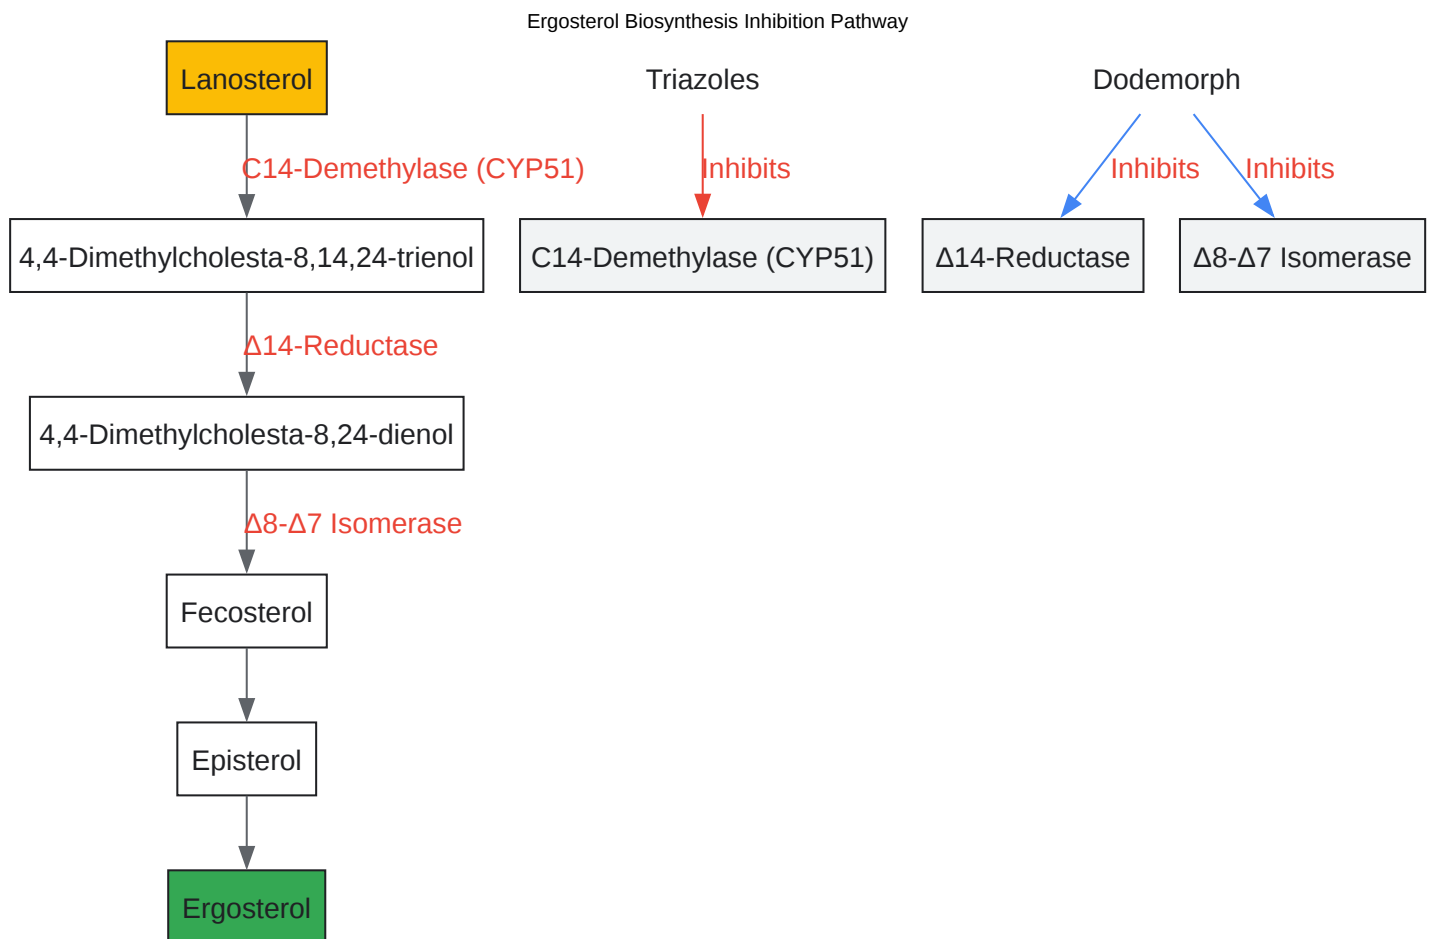 Ergosterol Biosynthesis Inhibition Pathway
Lanosterol
Triazoles
Dodemorph
C14-Demethylase (CYP51)
Inhibits
Inhibits
Inhibits
4,4-Dimethylcholesta-8,14,24-trienol
C14-Demethylase (CYP51)
Δ14-Reductase
Δ8-Δ7 Isomerase
Δ14-Reductase
4,4-Dimethylcholesta-8,24-dienol
Δ8-Δ7 Isomerase
Fecosterol
Episterol
Ergosterol